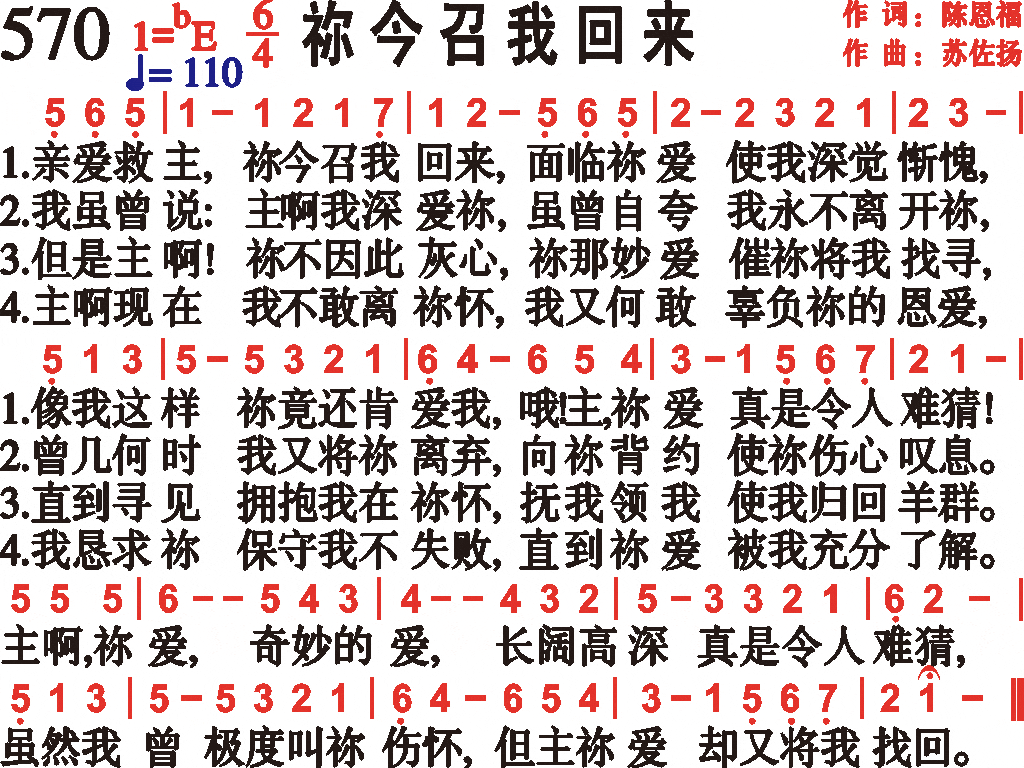 570 1=ᵇE 6/4 祢今召我回来 作 词：陈恩福
♩= 110 作 曲：苏佐扬
5̣ 6̣ 5̣ | 1 - 1 2 1 7̣ | 1 2 - 5̣ 6̣ 5̣ | 2 - 2 3 2 1 | 2 3 - |
1.亲爱救主, 祢今召我 回来, 面临祢 爱 使我深觉 惭愧,
2.我虽曾说: 主啊我深 爱祢, 虽曾自 夸 我永不离 开祢,
3.但是主啊! 祢不因此 灰心, 祢那妙 爱 催祢将我 找寻,
4.主啊现在 我不敢离 祢怀, 我又何 敢 辜负祢的 恩爱,
5̣ 1 3 | 5 - 5 3 2 1 | 6̣ 4 - 6 5 4 | 3 - 1 5̣ 6̣ 7̣ | 2 1 - |
1.像我这样 祢竟还肯 爱我, 哦!主,祢 爱 真是令人 难猜!
2.曾几何时 我又将祢 离弃, 向祢背 约 使祢伤心 叹息。
3.直到寻见 拥抱我在 祢怀, 抚我领 我 使我归回 羊群。
4.我恳求祢 保守我不 失败, 直到祢 爱 被我充分 了解。
5 5 5 | 6 - - 5 4 3 | 4 - - 4 3 2 | 5 - 3 3 2 1 | 6̣ 2 - |
主啊,祢 爱, 奇妙的 爱, 长阔高 深 真是令人 难猜,
5̣ 1 3 | 5 - 5 3 2 1 | 6̣ 4 - 6 5 4 | 3 - 1 5̣ 6̣ 7̣ | 2 1 - ‖
虽然我 曾 极度叫祢 伤怀, 但主祢 爱 却又将我 找回。